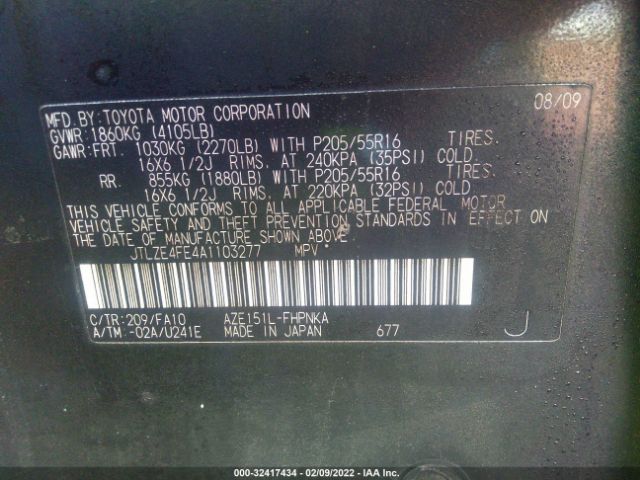 MFD.BY:TOYOTA MOTOR CORPORATION 08/09
GVWR:1860KG (4105LB)
GAWR:FRT. 1030KG (2270LB) WITH P205/55R16 TIRES.
16X6 1/2J RIMS. AT 240KPA (35PSI) COLD.
RR. 855KG (1880LB) WITH P205/55R16 TIRES.
16X6 1/2J RIMS. AT 220KPA (32PSI) COLD.
THIS VEHICLE CONFORMS TO ALL APPLICABLE FEDERAL MOTOR
VEHICLE SAFETY AND THEFT PREVENTION STANDARDS IN EFFECT ON
THE DATE OF MANUFACTURE SHOWN ABOVE.
JTLZE4FE4A1103277 MPV
C/TR:209/FA10 AZE151L-FHPNKA
A/TM:-02A/U241E MADE IN JAPAN 677 J
000-32417434 - 02/09/2022 - IAA Inc.